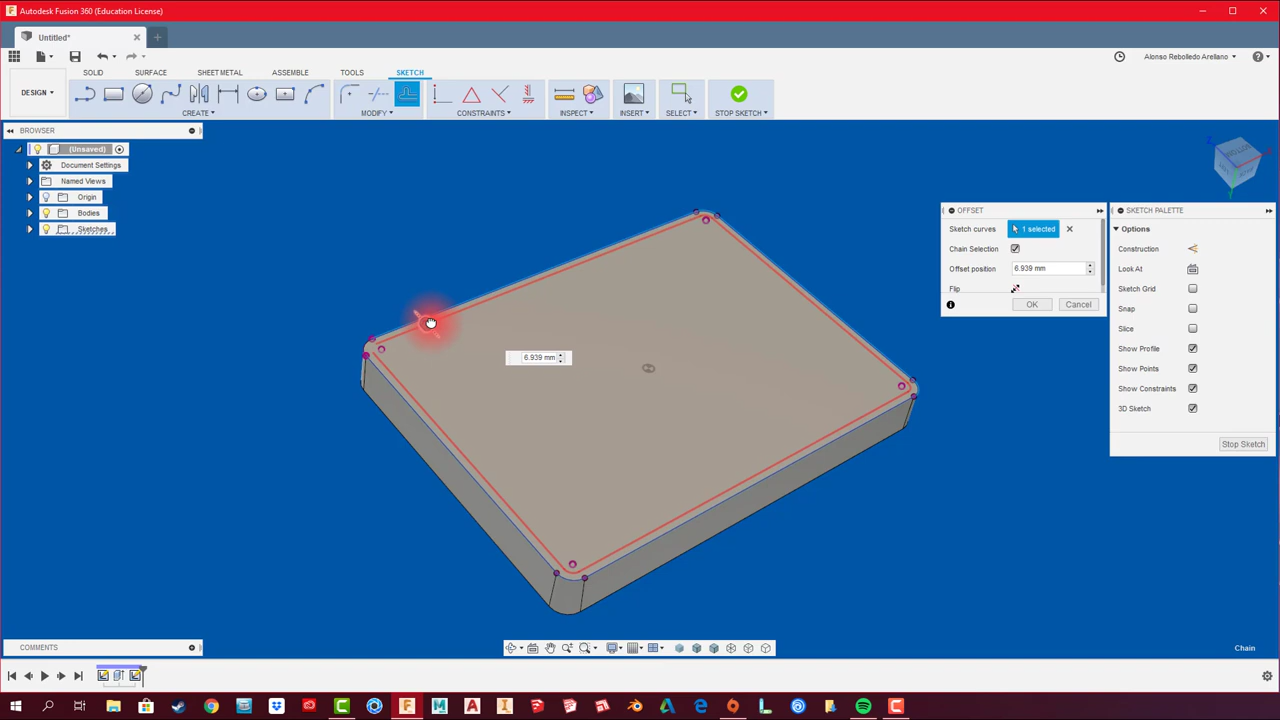 Autodesk Fusion 360 (Education License)
Untitled*
Alonso Rebolledo Arellano
SOLID SURFACE SHEET METAL ASSEMBLE TOOLS SKETCH
DESIGN
CREATE MODIFY CONSTRAINTS INSPECT INSERT SELECT STOP SKETCH
BROWSER
(Unsaved)
Document Settings
Named Views
Origin
Bodies
Sketches
OFFSET
Sketch curves 1 selected
Chain Selection
Offset position 6.939 mm
Flip
OK Cancel
SKETCH PALETTE
Options
Construction
Look At
Sketch Grid
Snap
Slice
Show Profile
Show Points
Show Constraints
3D Sketch
Stop Sketch
6.939 mm
COMMENTS
Chain